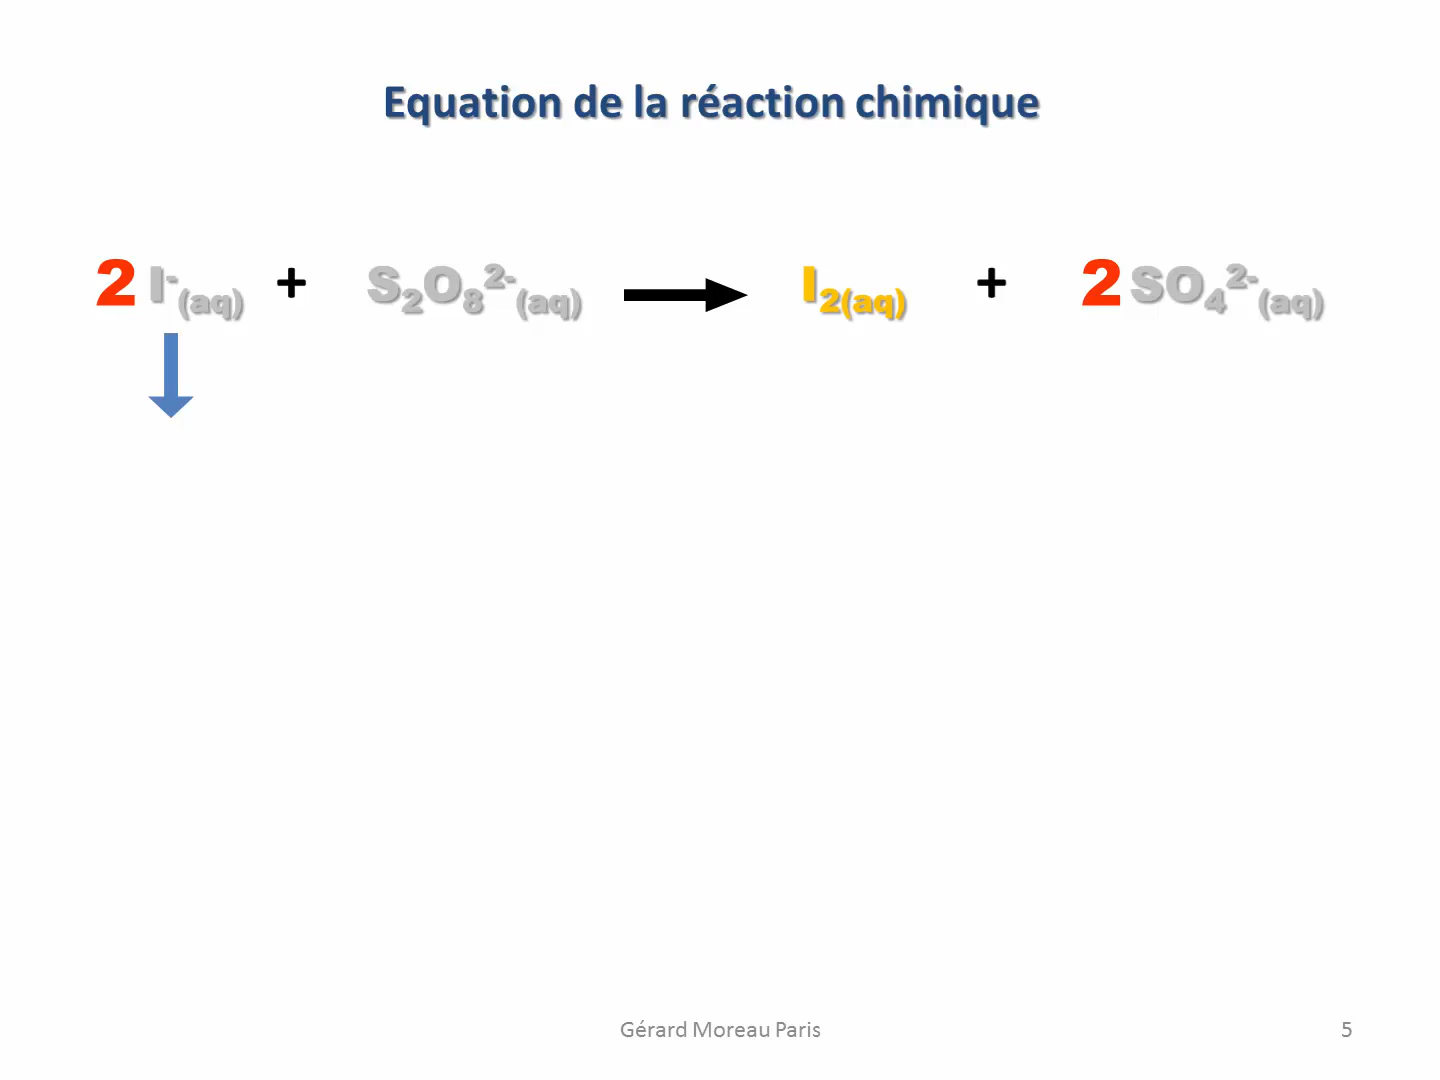 Equation de la réaction chimique
2 I⁻(aq) + S₂O₈²⁻(aq) → I₂(aq) + 2 SO₄²⁻(aq)
Gérard Moreau Paris 5